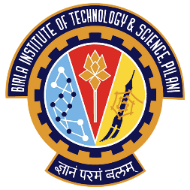 BIRLA INSTITUTE OF TECHNOLOGY & SCIENCE, PILANI
ज्ञान परमं बलम्